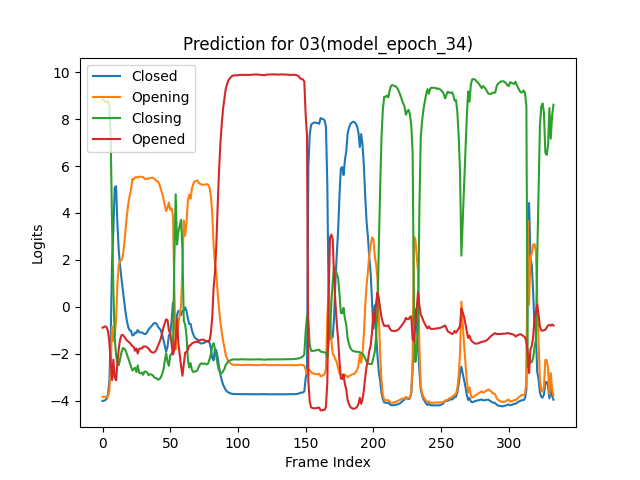 Prediction for 03(model_epoch_34)
Closed
Opening
Closing
Opened
Logits
10
8
6
4
2
0
−2
−4
0 50 100 150 200 250 300
Frame Index